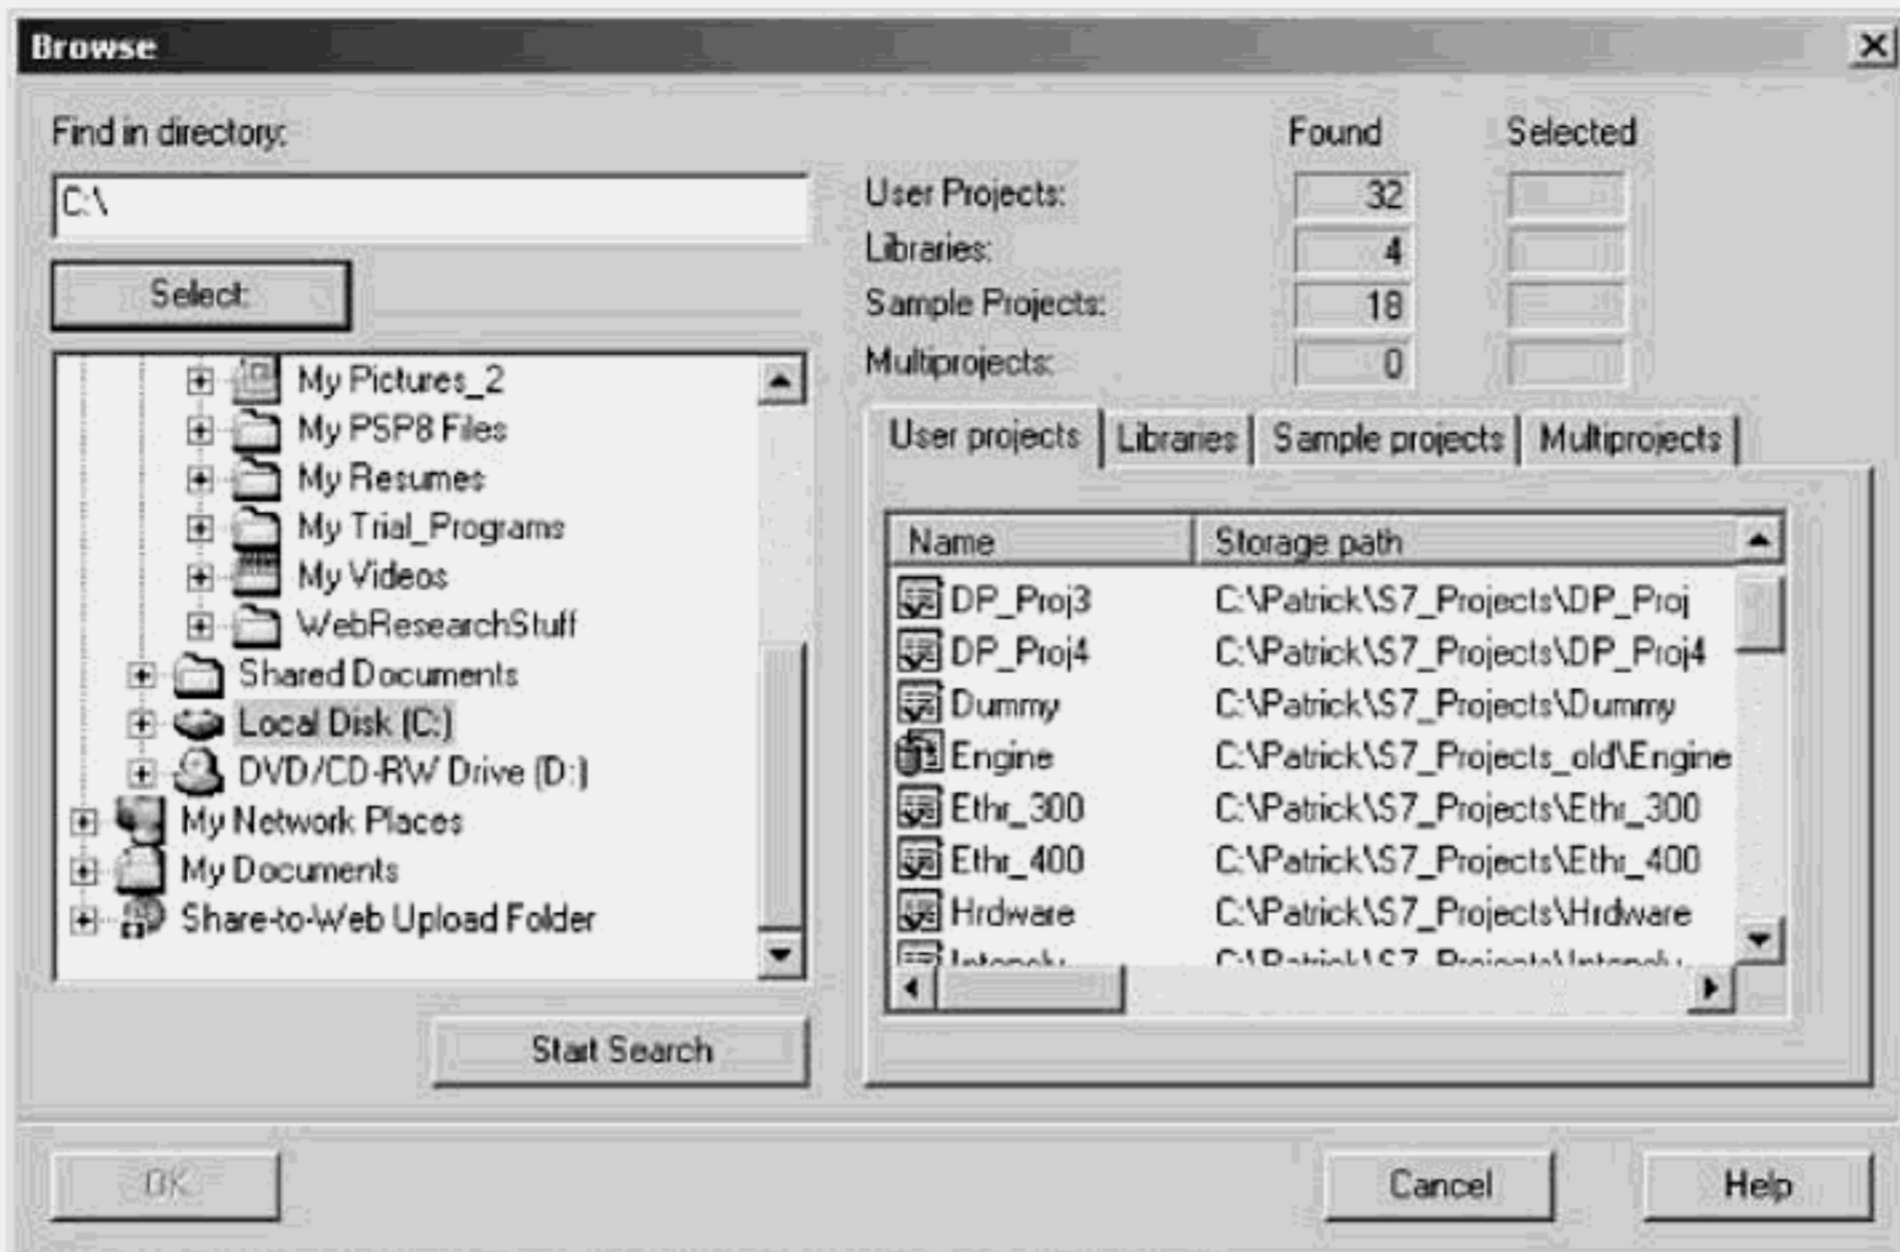 Browse
Find in directory:
C:\
Select:
My Pictures_2
My PSP8 Files
My Resumes
My Trial_Programs
My Videos
WebResearchStuff
Shared Documents
Local Disk (C:)
DVD/CD-RW Drive (D:)
My Network Places
My Documents
Share-to-Web Upload Folder
Start Search
Found Selected
User Projects: 32
Libraries: 4
Sample Projects: 18
Multiprojects: 0
User projects Libraries Sample projects Multiprojects
Name Storage path
DP_Proj3 C:\Patrick\S7_Projects\DP_Proj
DP_Proj4 C:\Patrick\S7_Projects\DP_Proj4
Dummy C:\Patrick\S7_Projects\Dummy
Engine C:\Patrick\S7_Projects_old\Engine
Ethr_300 C:\Patrick\S7_Projects\Ethr_300
Ethr_400 C:\Patrick\S7_Projects\Ethr_400
Hrdware C:\Patrick\S7_Projects\Hrdware
OK Cancel Help